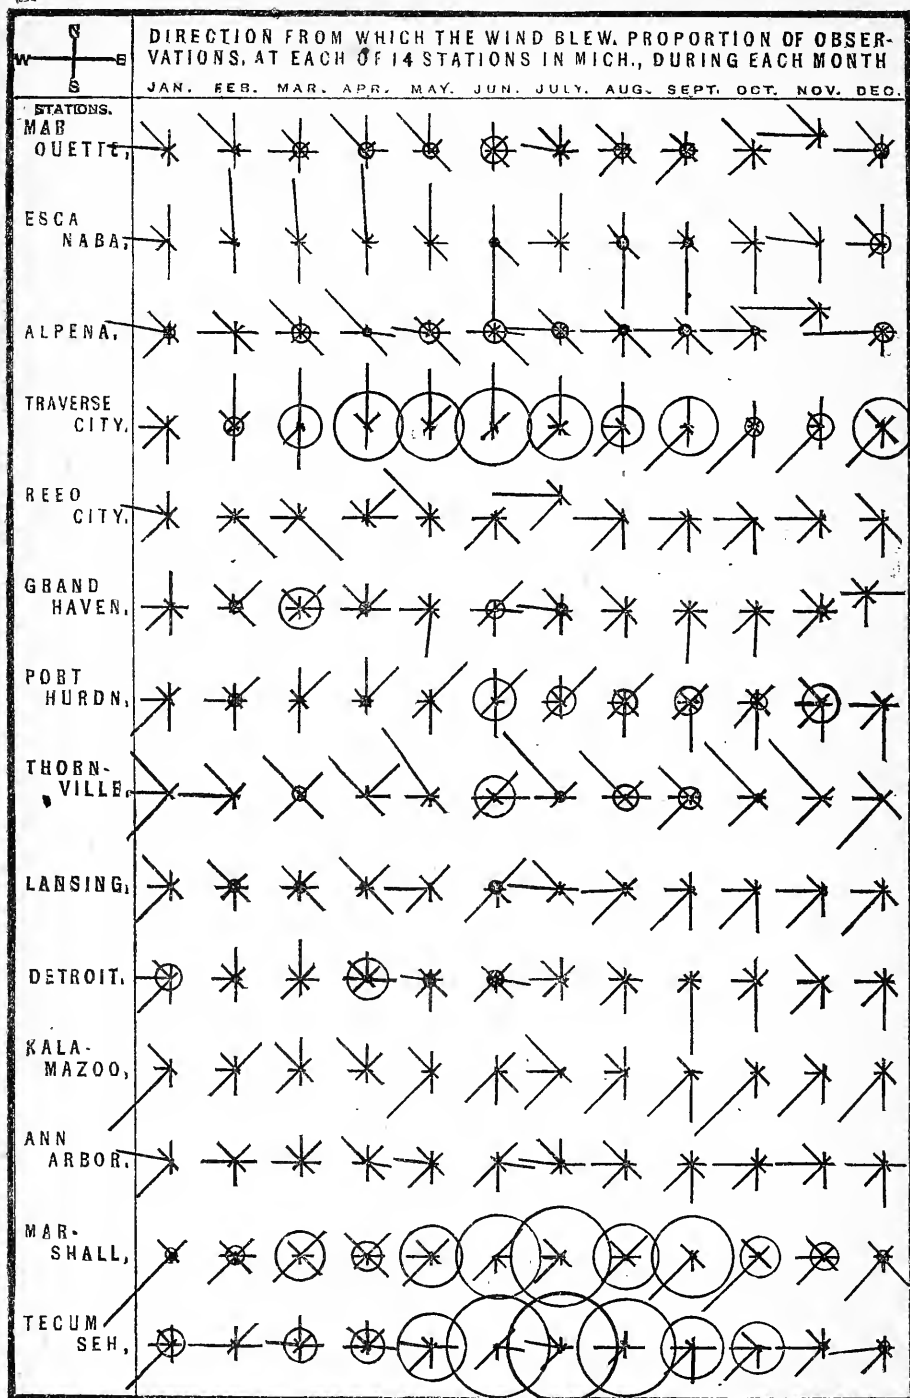 N
W E
S
DIRECTION FROM WHICH THE WIND BLEW. PROPORTION OF OBSER-
VATIONS, AT EACH OF 14 STATIONS IN MICH., DURING EACH MONTH
JAN. FEB. MAR. APR. MAY. JUN. JULY. AUG. SEPT. OCT. NOV. DEC.
STATIONS.
MAR
QUETTE,
ESCA
NABA,
ALPENA,
TRAVERSE
CITY.
REED
CITY.
GRAND
HAVEN,
PORT
HURON,
THORN-
VILLE.
LANSING,
DETROIT.
KALA-
MAZOO,
ANN
ARBOR.
MAR-
SHALL,
TECUM
SEH,